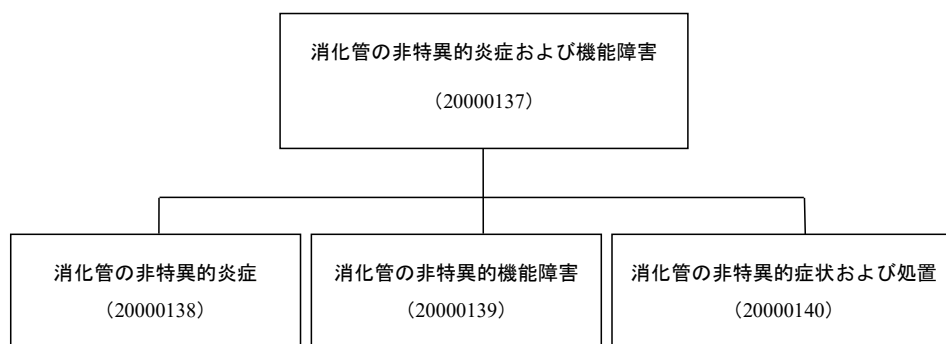 消化管の非特異的炎症および機能障害
（20000137）
消化管の非特異的炎症
（20000138）
消化管の非特異的機能障害
（20000139）
消化管の非特異的症状および処置
（20000140）